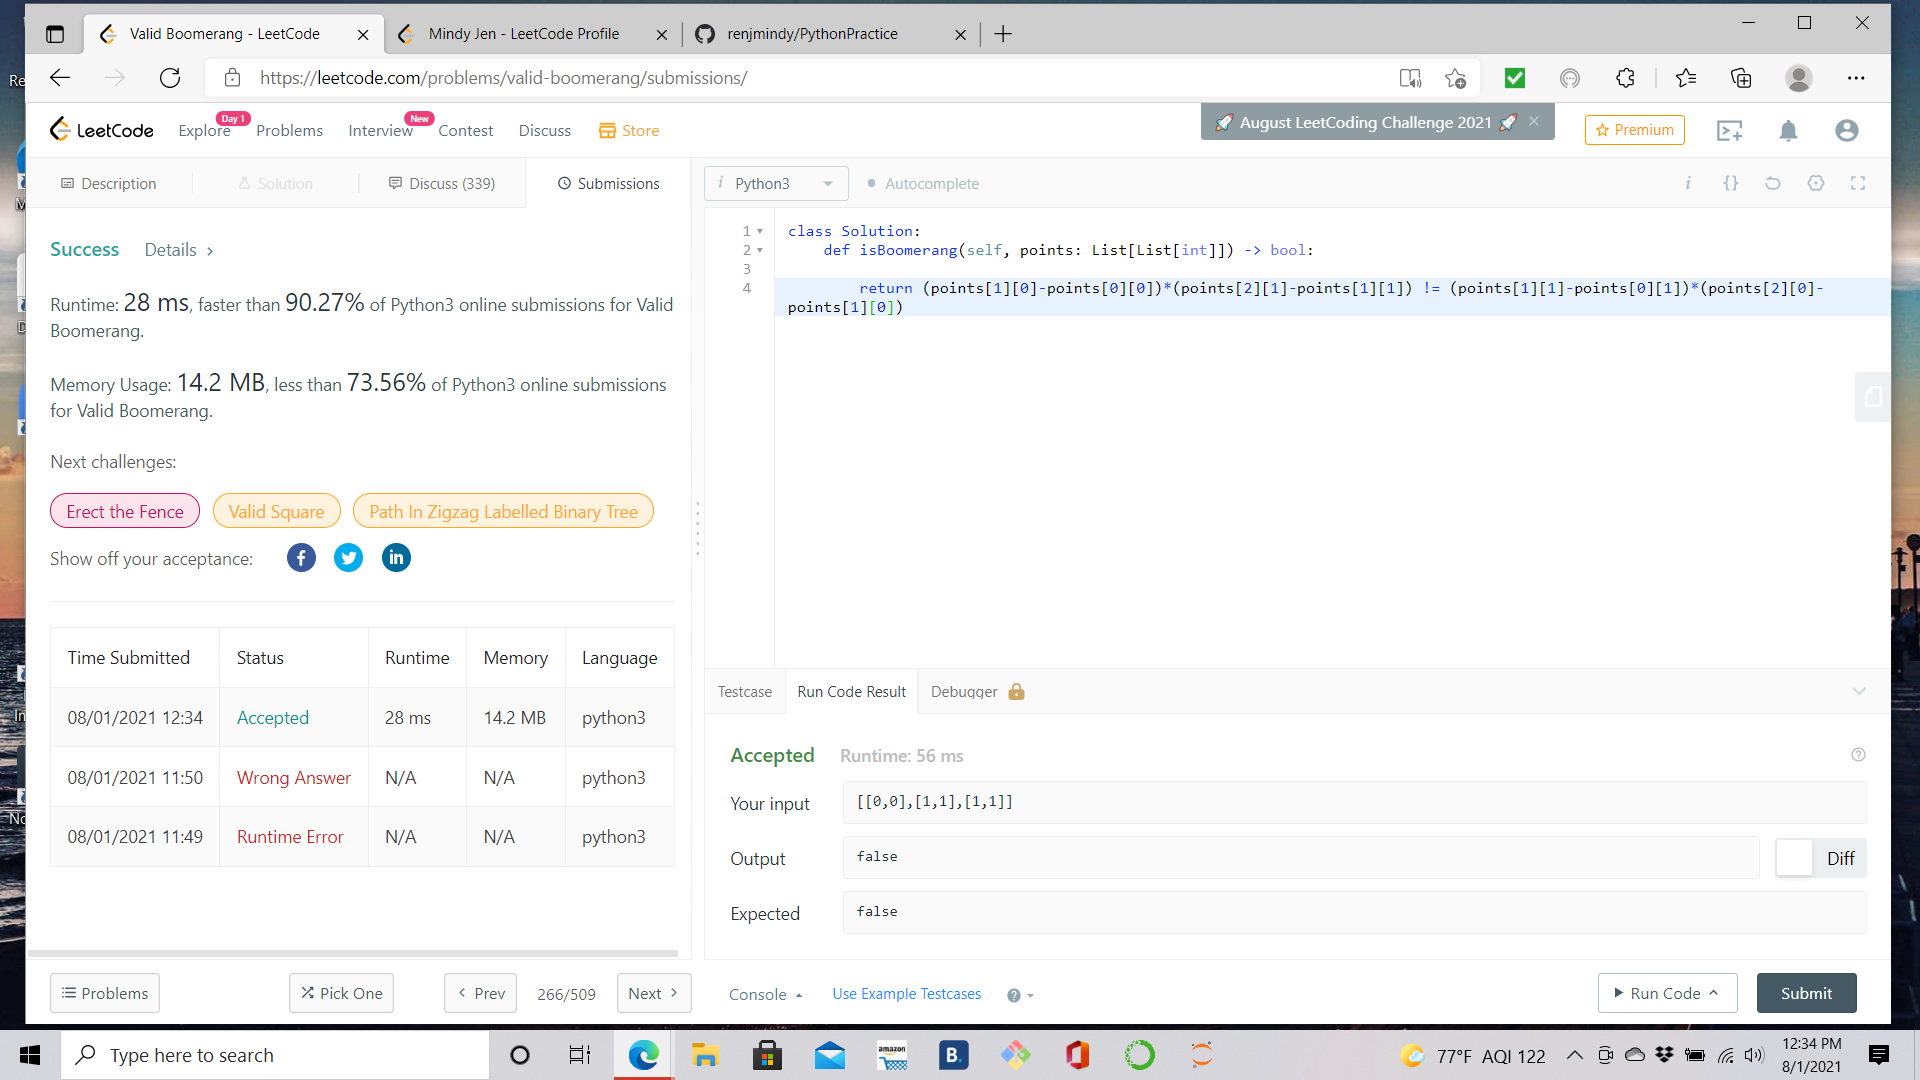 Valid Boomerang - LeetCode
Mindy Jen - LeetCode Profile
renjmindy/PythonPractice
Re
https://leetcode.com/problems/valid-boomerang/submissions/
LeetCode
Explore
Day 1
Problems
Interview
New
Contest
Discuss
Store
🚀 August LeetCoding Challenge 2021 🚀
Premium
Description
Solution
Discuss (339)
Submissions
i Python3
Autocomplete
i
{}
Success
Details >
Runtime: 28 ms, faster than 90.27% of Python3 online submissions for Valid
Boomerang.
Memory Usage: 14.2 MB, less than 73.56% of Python3 online submissions
for Valid Boomerang.
Next challenges:
Erect the Fence
Valid Square
Path In Zigzag Labelled Binary Tree
Show off your acceptance:
Time Submitted Status Runtime Memory Language
08/01/2021 12:34 Accepted 28 ms 14.2 MB python3
08/01/2021 11:50 Wrong Answer N/A N/A python3
08/01/2021 11:49 Runtime Error N/A N/A python3
1 class Solution:
2 def isBoomerang(self, points: List[List[int]]) -> bool:
3
4 return (points[1][0]-points[0][0])*(points[2][1]-points[1][1]) != (points[1][1]-points[0][1])*(points[2][0]-
points[1][0])
Testcase
Run Code Result
Debugger
Accepted
Runtime: 56 ms
Your input
[[0,0],[1,1],[1,1]]
Output
false
Diff
Expected
false
Problems
Pick One
< Prev
266/509
Next >
Console
Use Example Testcases
Run Code
Submit
Type here to search
amazon
B.
77°F AQI 122
12:34 PM
8/1/2021